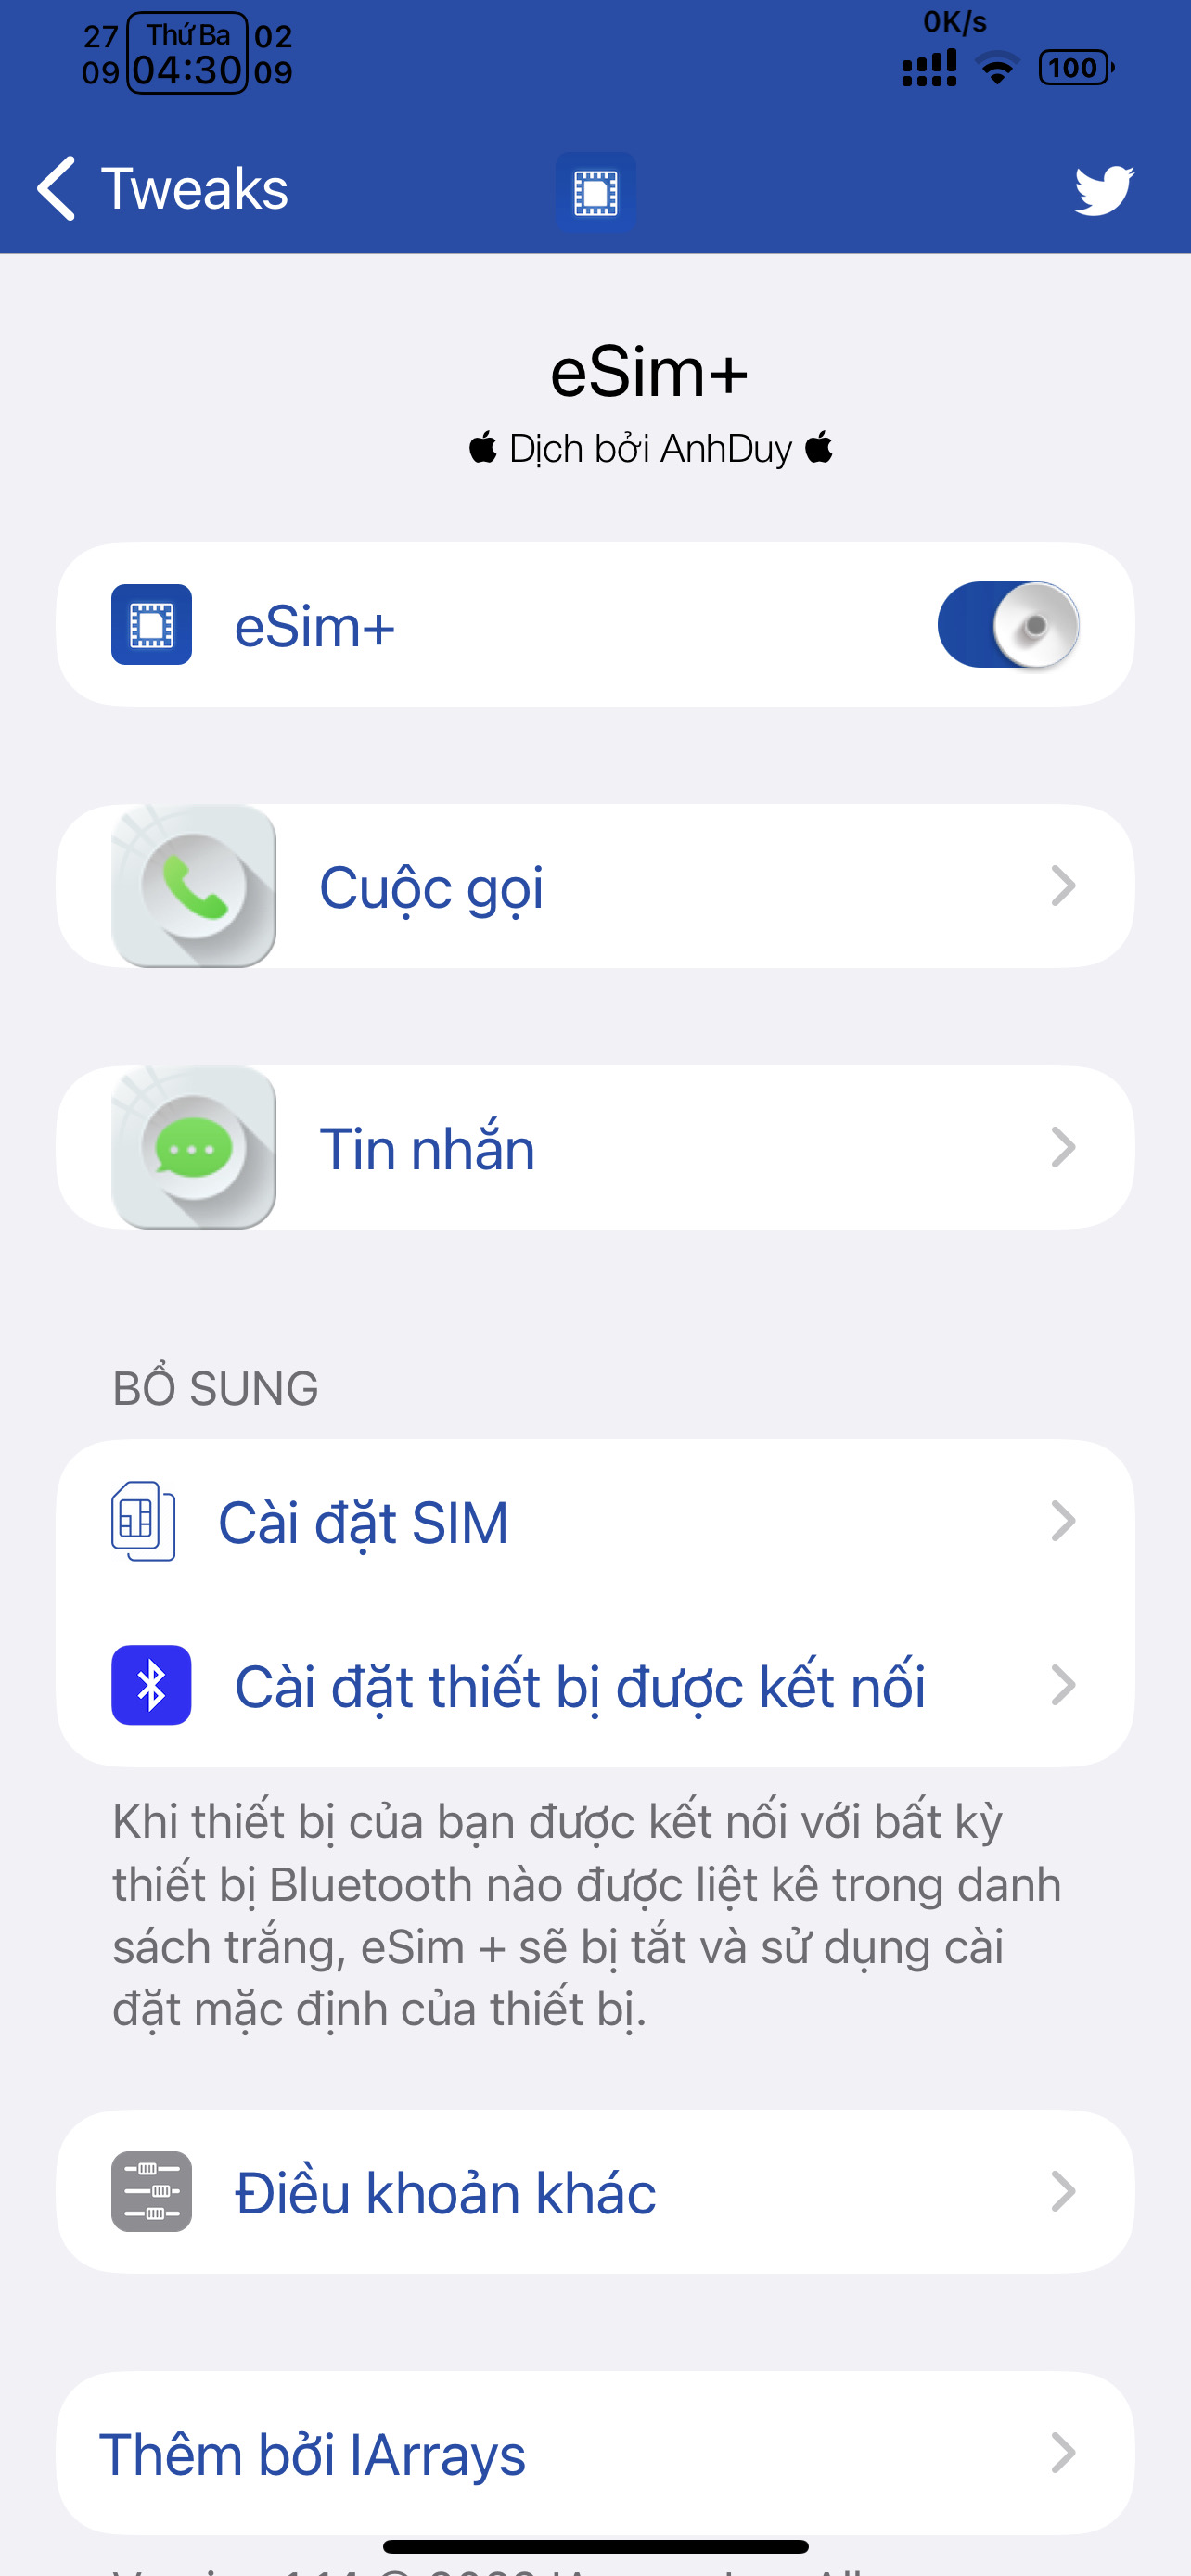 27 Thứ Ba 02
09 04:30 09
0K/s
100
Tweaks
eSim+
Dịch bởi AnhDuy
eSim+
Cuộc gọi
Tin nhắn
BỔ SUNG
Cài đặt SIM
Cài đặt thiết bị được kết nối
Khi thiết bị của bạn được kết nối với bất kỳ
thiết bị Bluetooth nào được liệt kê trong danh
sách trắng, eSim + sẽ bị tắt và sử dụng cài
đặt mặc định của thiết bị.
Điều khoản khác
Thêm bởi IArrays